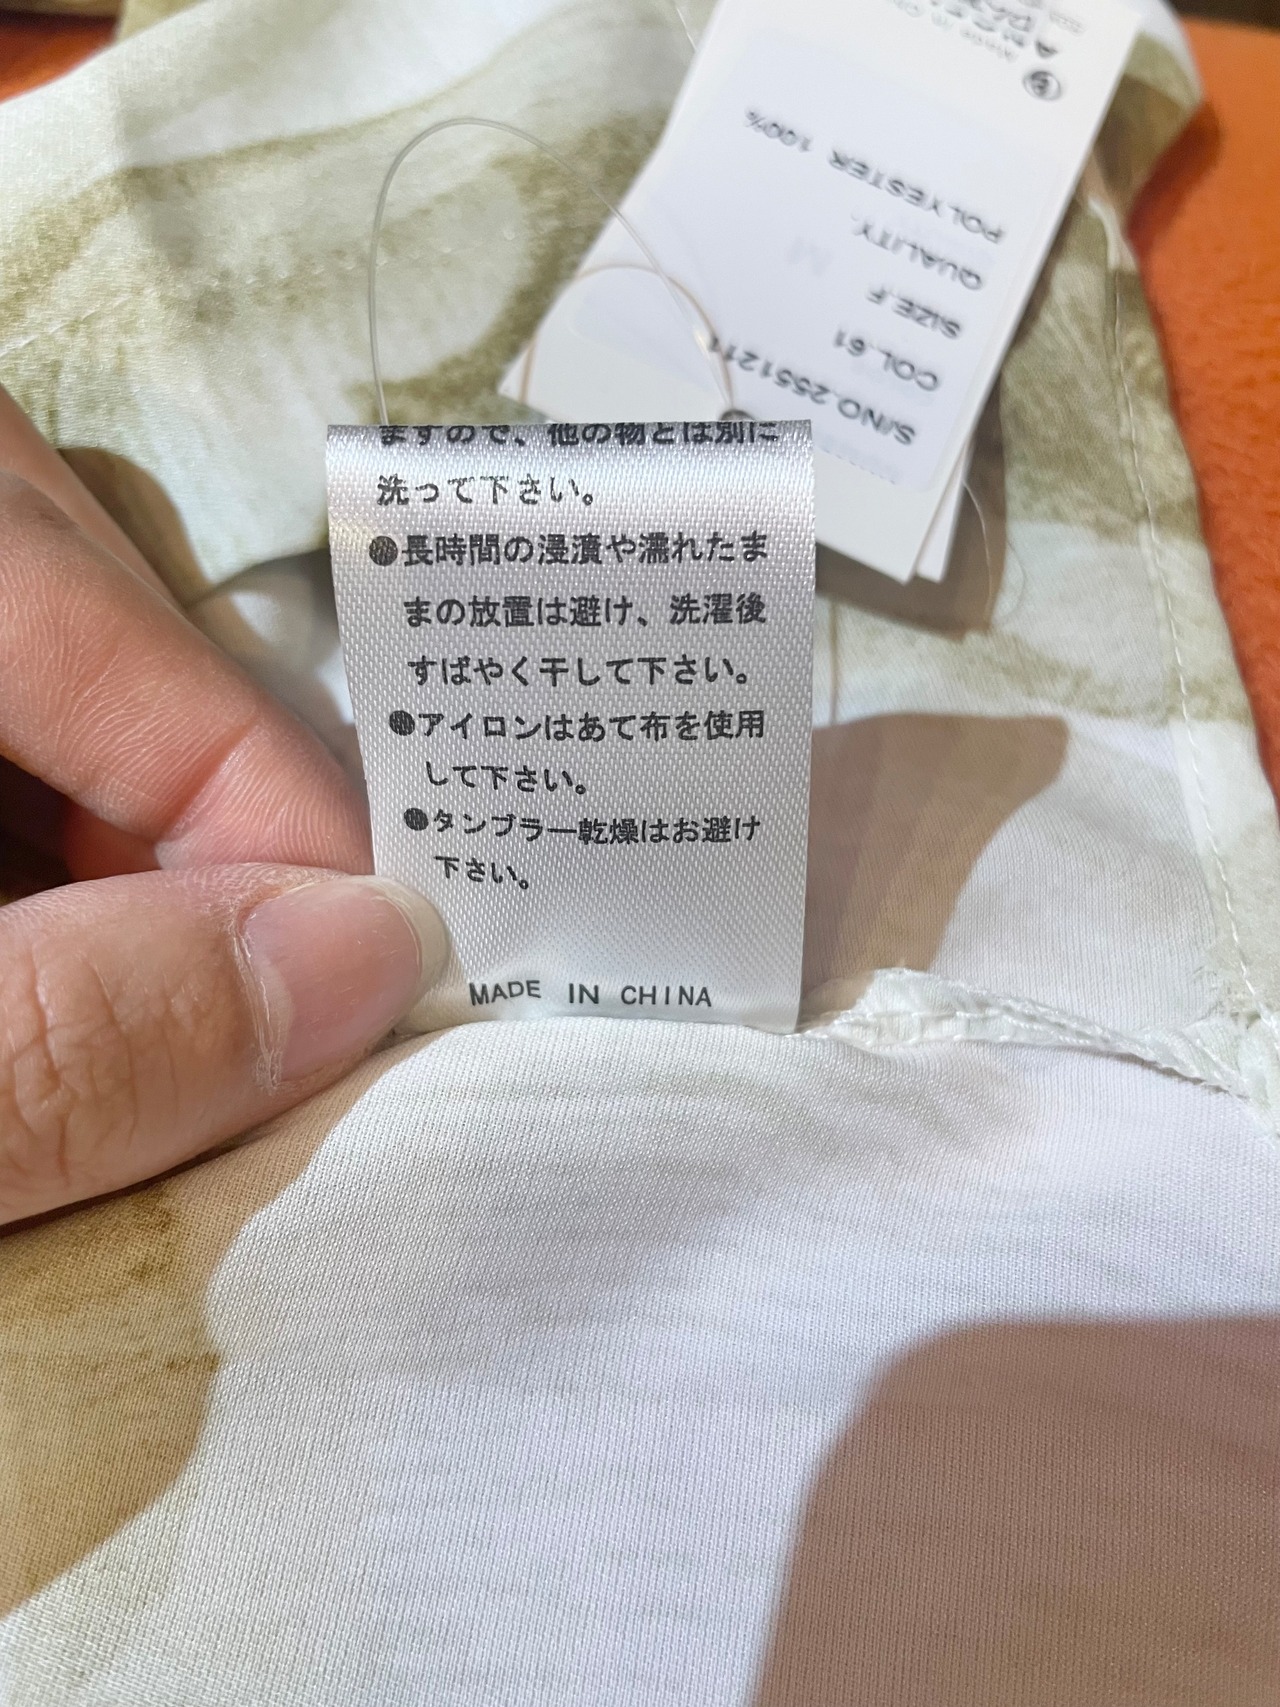 ますので、他の物とは別に
洗って下さい。
●長時間の浸漬や濡れたま
まの放置は避け、洗濯後
すばやく干して下さい。
●アイロンはあて布を使用
して下さい。
●タンブラー乾燥はお避け
下さい。
MADE IN CHINA
S/NO.2551211
COL.61
SIZE.F
QUALITY.
POLYESTER 100%